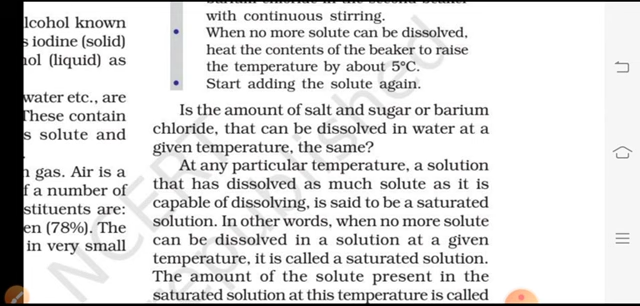 lcohol known
s iodine (solid)
nol (liquid) as
water etc., are
These contain
s solute and
n gas. Air is a
f a number of
stituents are:
en (78%). The
in very small
with continuous stirring.
• When no more solute can be dissolved,
heat the contents of the beaker to raise
the temperature by about 5°C.
• Start adding the solute again.
Is the amount of salt and sugar or barium
chloride, that can be dissolved in water at a
given temperature, the same?
At any particular temperature, a solution
that has dissolved as much solute as it is
capable of dissolving, is said to be a saturated
solution. In other words, when no more solute
can be dissolved in a solution at a given
temperature, it is called a saturated solution.
The amount of the solute present in the
saturated solution at this temperature is called
NCERT
republished